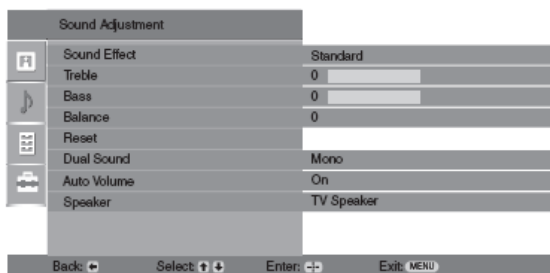 Sound Adjustment
Sound Effect Standard
Treble 0
Bass 0
Balance 0
Reset
Dual Sound Mono
Auto Volume On
Speaker TV Speaker
Back: Select: Enter: Exit: MENU